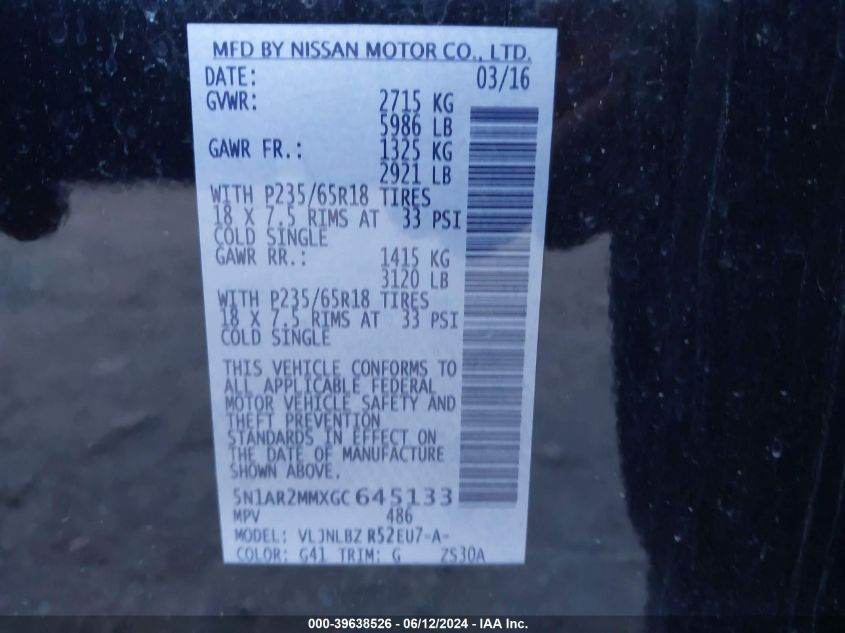 MFD BY NISSAN MOTOR CO., LTD.
DATE: 03/16
GVWR: 2715 KG
5986 LB
GAWR FR.: 1325 KG
2921 LB
WITH P235/65R18 TIRES
18 X 7.5 RIMS AT 33 PSI
COLD SINGLE
GAWR RR.: 1415 KG
3120 LB
WITH P235/65R18 TIRES
18 X 7.5 RIMS AT 33 PSI
COLD SINGLE
THIS VEHICLE CONFORMS TO
ALL APPLICABLE FEDERAL
MOTOR VEHICLE SAFETY AND
THEFT PREVENTION
STANDARDS IN EFFECT ON
THE DATE OF MANUFACTURE
SHOWN ABOVE.
5N1AR2MMXGC645133
MPV 486
MODEL: VLJNLBZ R52EU7-A-
COLOR: G41 TRIM: G ZS30A
000-39638526 - 06/12/2024 - IAA Inc.